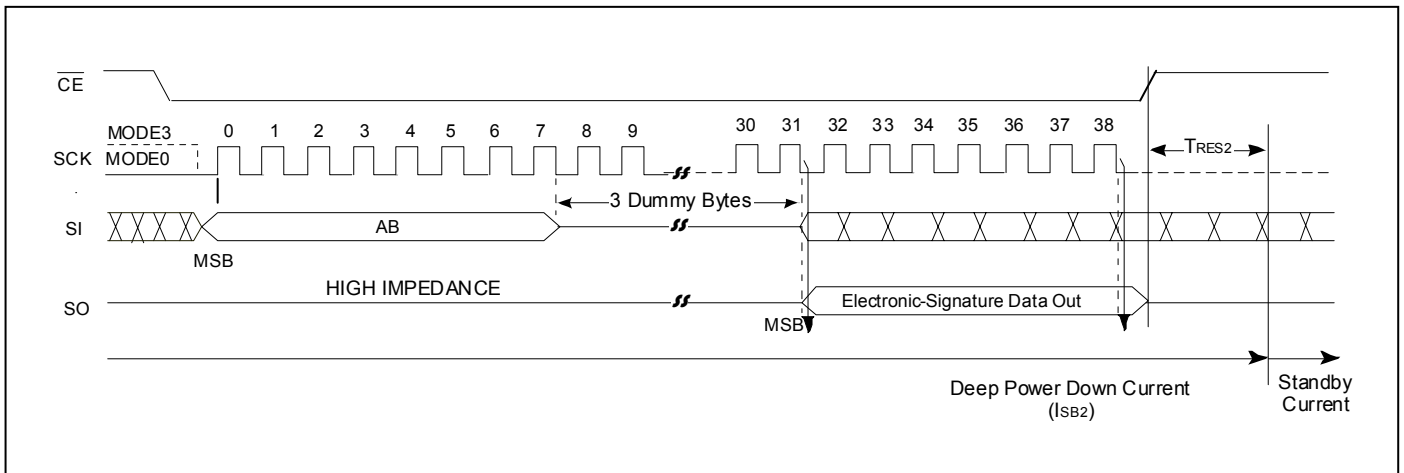 CE
MODE3
0 1 2 3 4 5 6 7 8 9 30 31 32 33 34 35 36 37 38
SCK
MODE0
TRES2
3 Dummy Bytes
SI
AB
MSB
HIGH IMPEDANCE
SO
Electronic-Signature Data Out
MSB
Deep Power Down Current
(ISB2)
Standby
Current